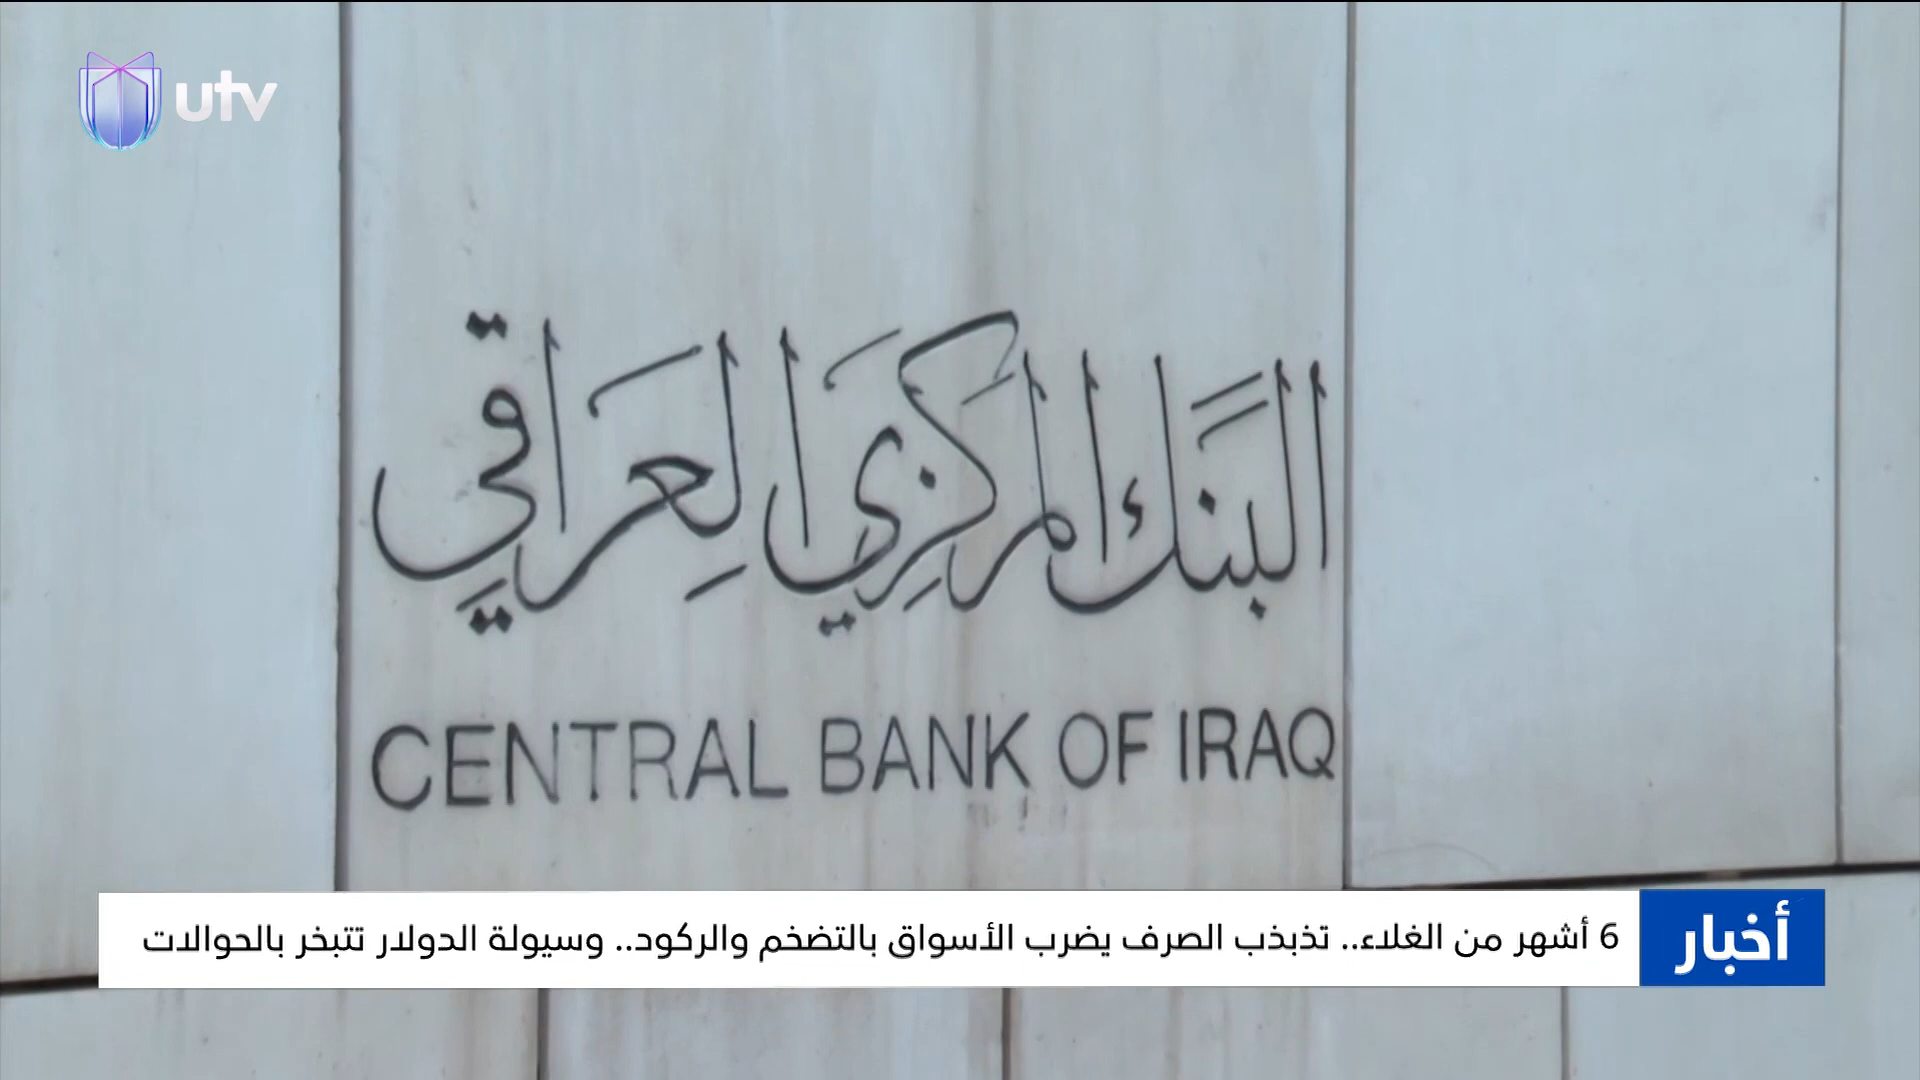 utv
البنك المركزي العراقي
CENTRAL BANK OF IRAQ
أخبار
6 أشهر من الغلاء.. تذبذب الصرف يضرب الأسواق بالتضخم والركود.. وسيولة الدولار تتبخر بالحوالات